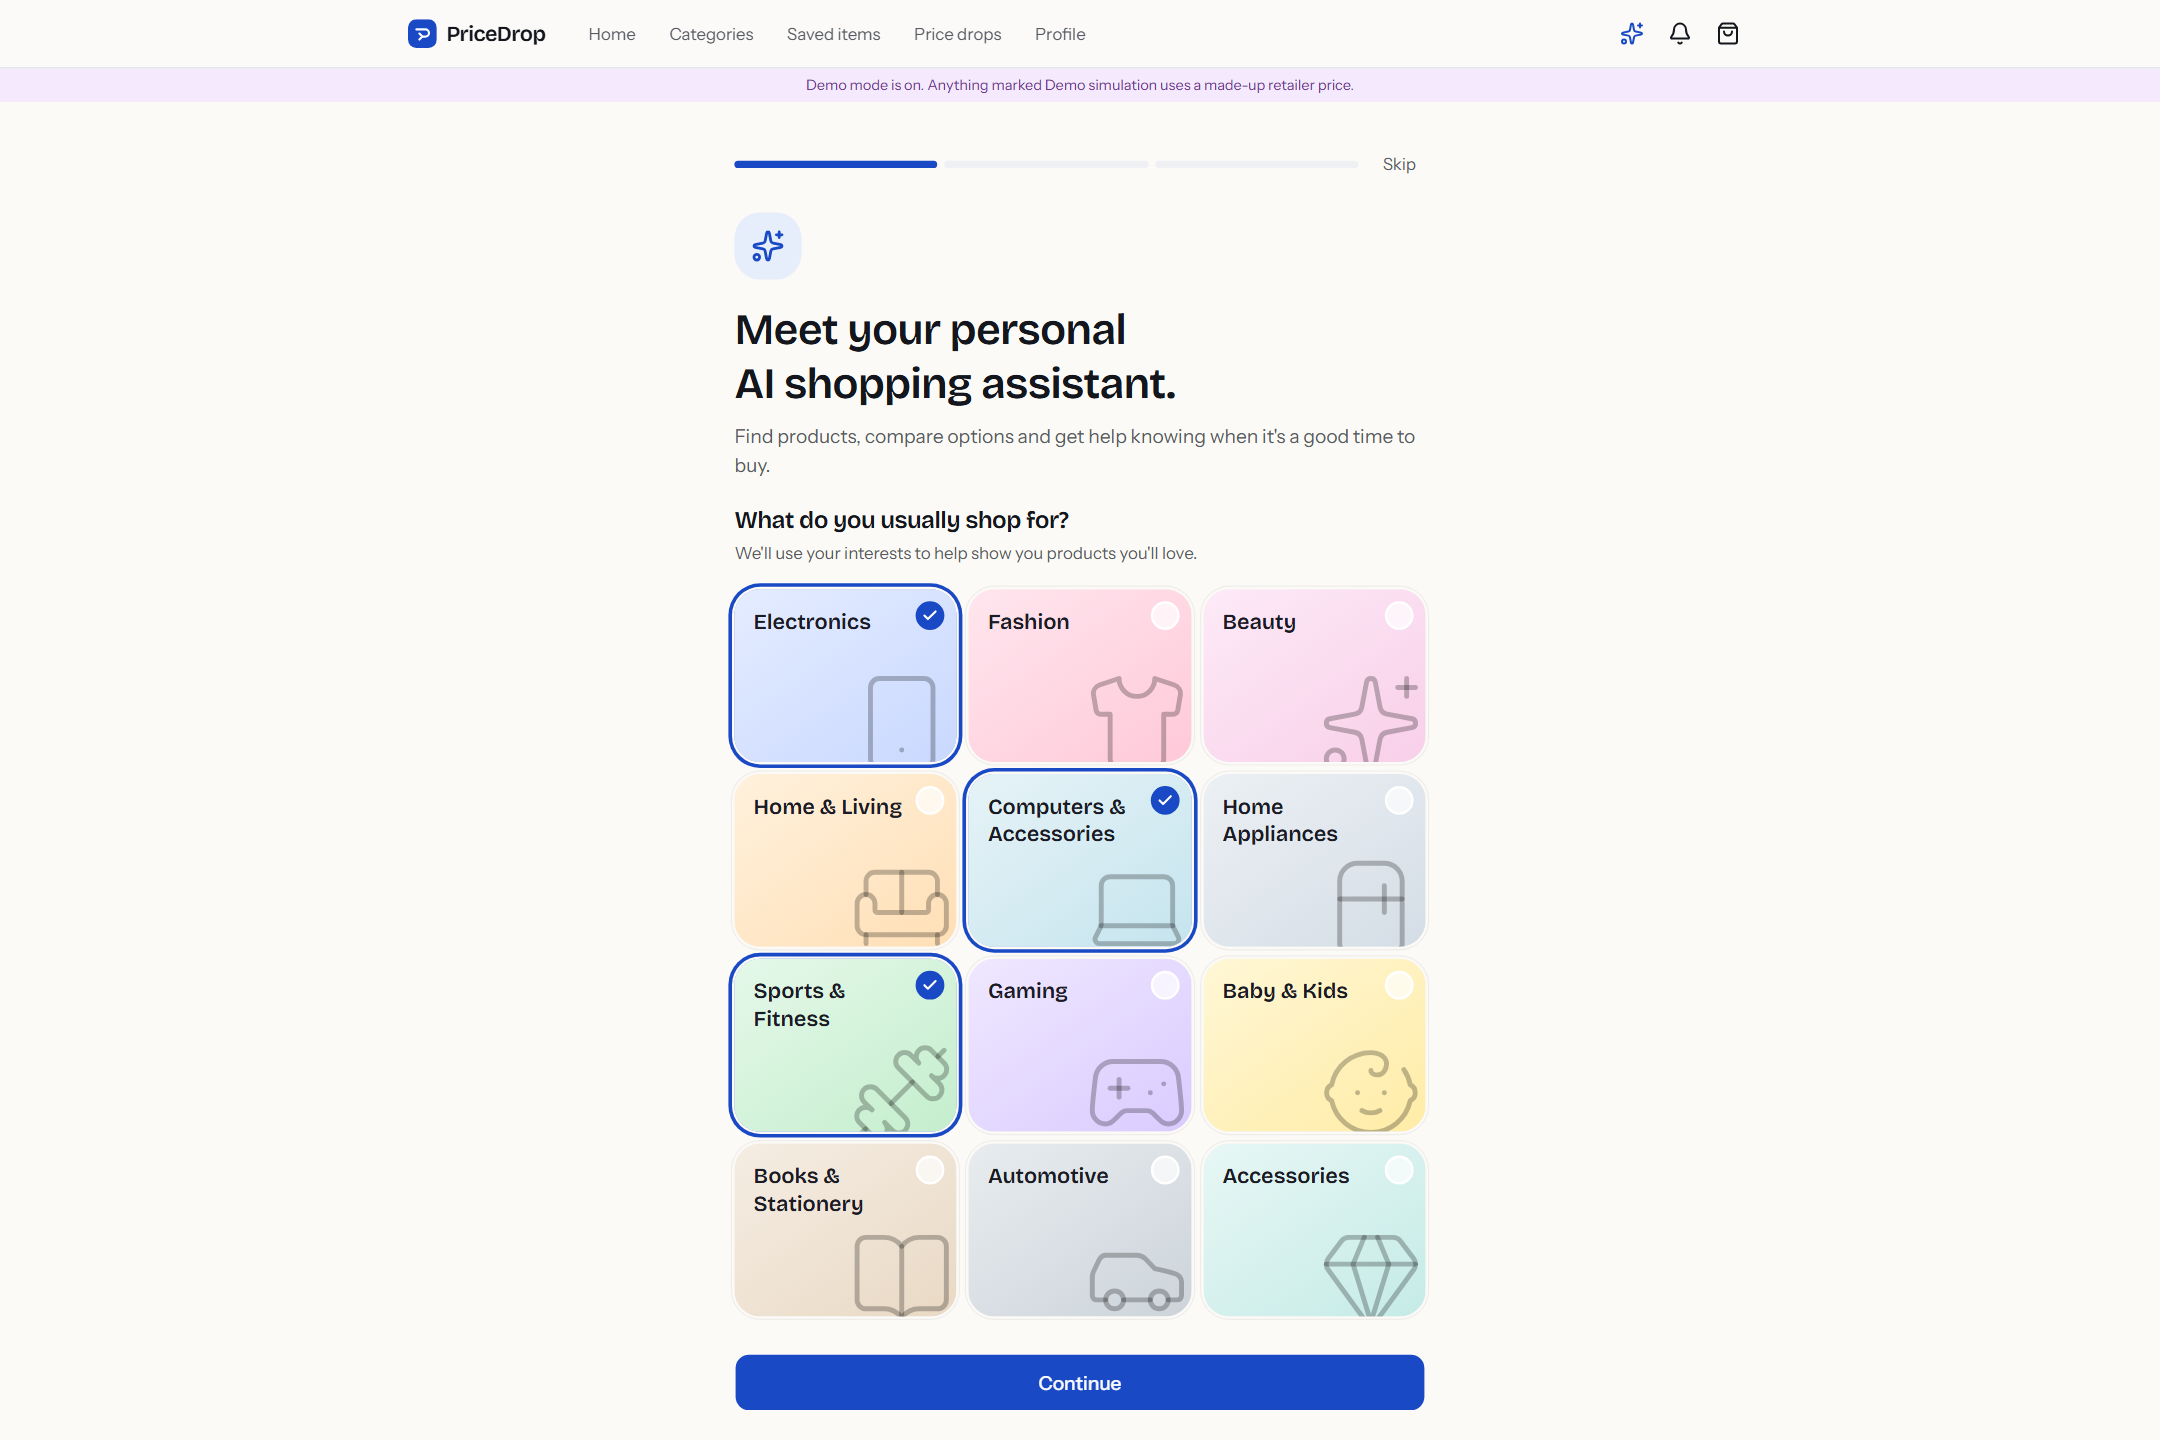 PriceDrop
Home
Categories
Saved items
Price drops
Profile
Demo mode is on. Anything marked Demo simulation uses a made-up retailer price.
Skip
Meet your personal
AI shopping assistant.
Find products, compare options and get help knowing when it's a good time to
buy.
What do you usually shop for?
We'll use your interests to help show you products you'll love.
Electronics
Fashion
Beauty
Home & Living
Computers &
Accessories
Home
Appliances
Sports &
Fitness
Gaming
Baby & Kids
Books &
Stationery
Automotive
Accessories
Continue